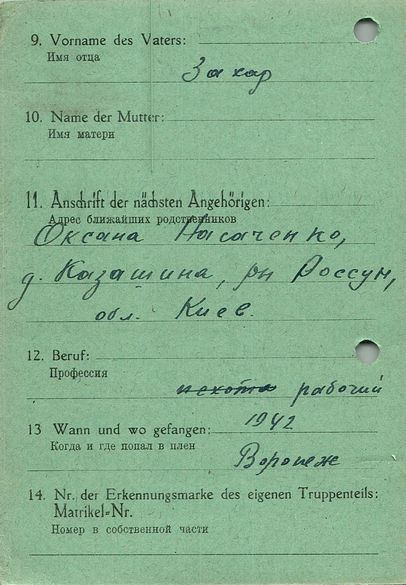 9. Vorname des Vaters:
Имя отца
Захар
10. Name der Mutter:
Имя матери
11. Anschrift der nächsten Angehörigen:
Адрес ближайших родственников
Оксана Насаченко,
д. Казашина, рн Россун,
обл. Киев.
12. Beruf:
Профессия
пехота рабочий
13 Wann und wo gefangen:
1942
Когда и где попал в плен
Воронеж
14. Nr. der Erkennungsmarke des eigenen Truppenteils:
Matrikel-Nr.
Номер в собственной части